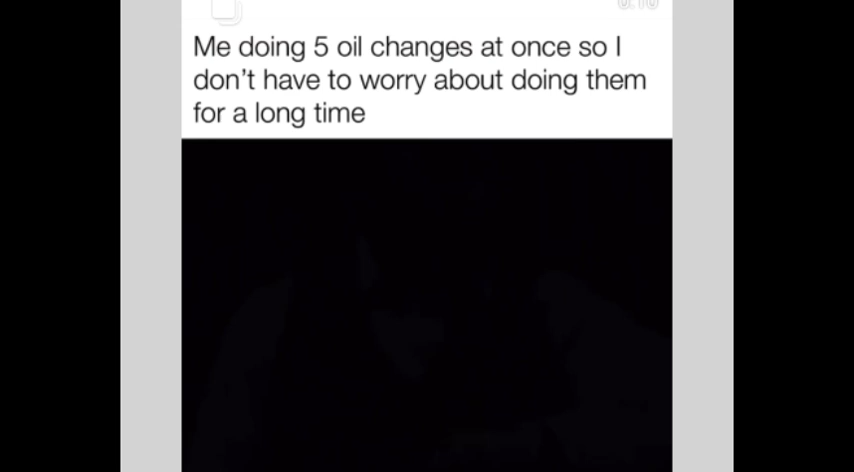 Me doing 5 oil changes at once so I
don't have to worry about doing them
for a long time